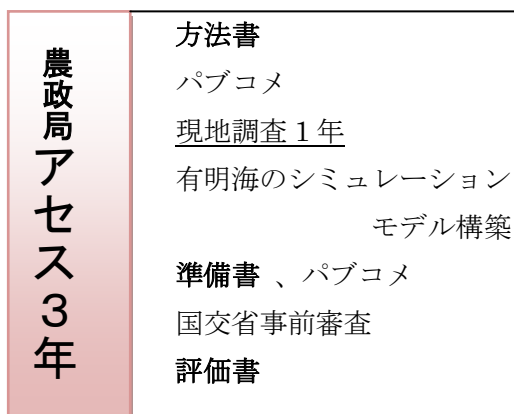 農政局アセス3年
方法書
パブコメ
現地調査1年
有明海のシミュレーション
モデル構築
準備書 、パブコメ
国交省事前審査
評価書